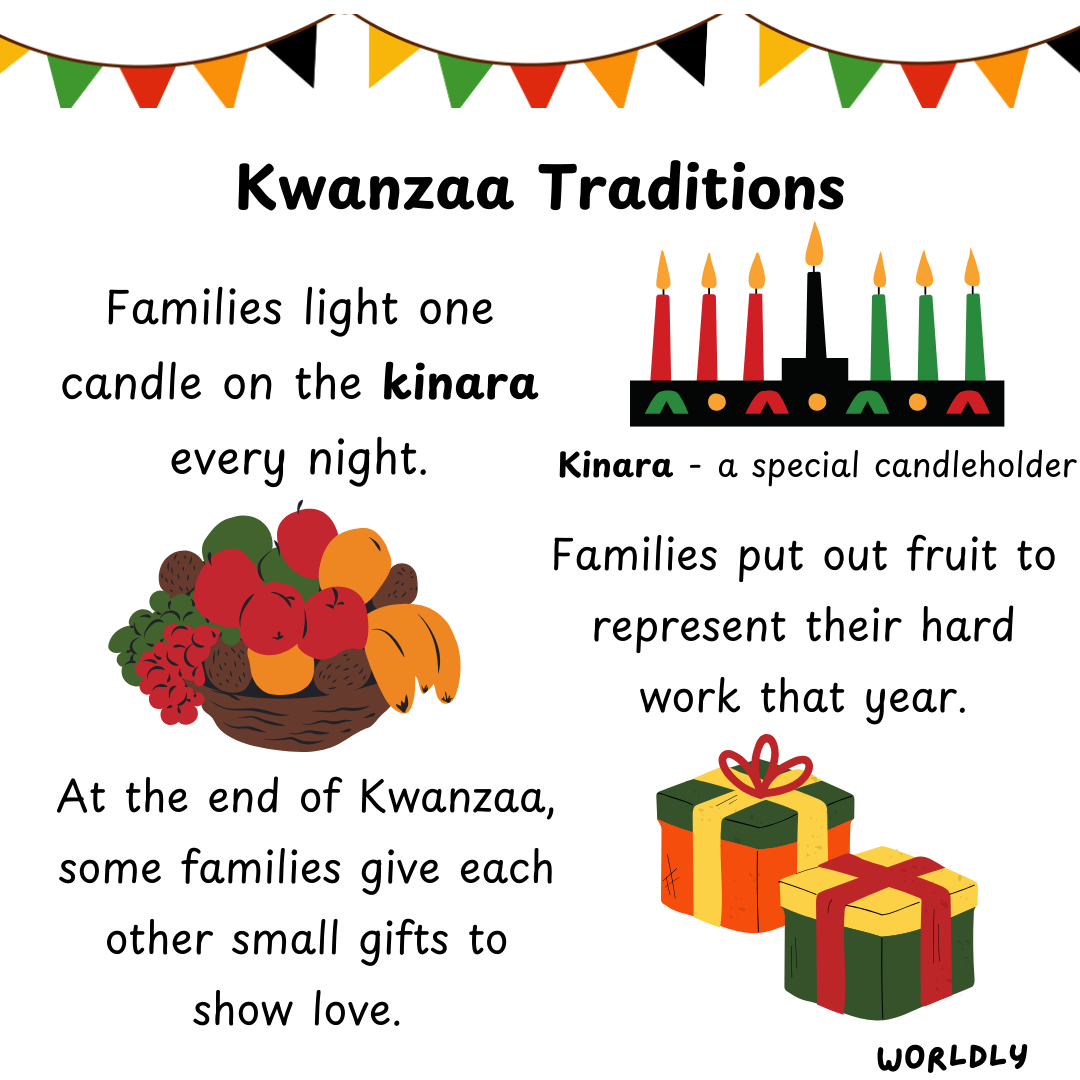 Kwanzaa Traditions
Families light one
candle on the kinara
every night.
Kinara - a special candleholder
Families put out fruit to
represent their hard
work that year.
At the end of Kwanzaa,
some families give each
other small gifts to
show love.
WORLDLY